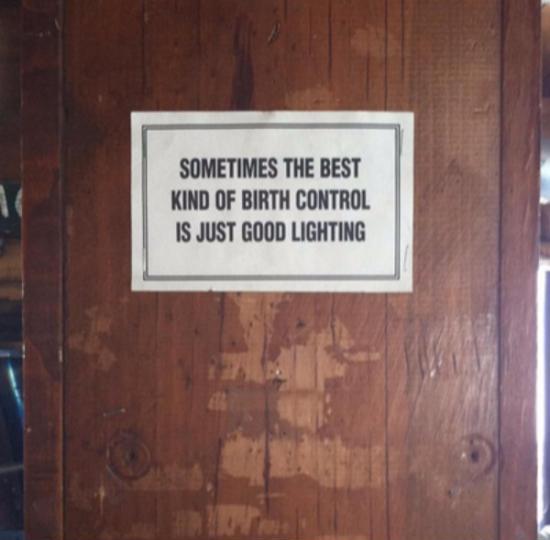 SOMETIMES THE BEST
KIND OF BIRTH CONTROL
IS JUST GOOD LIGHTING